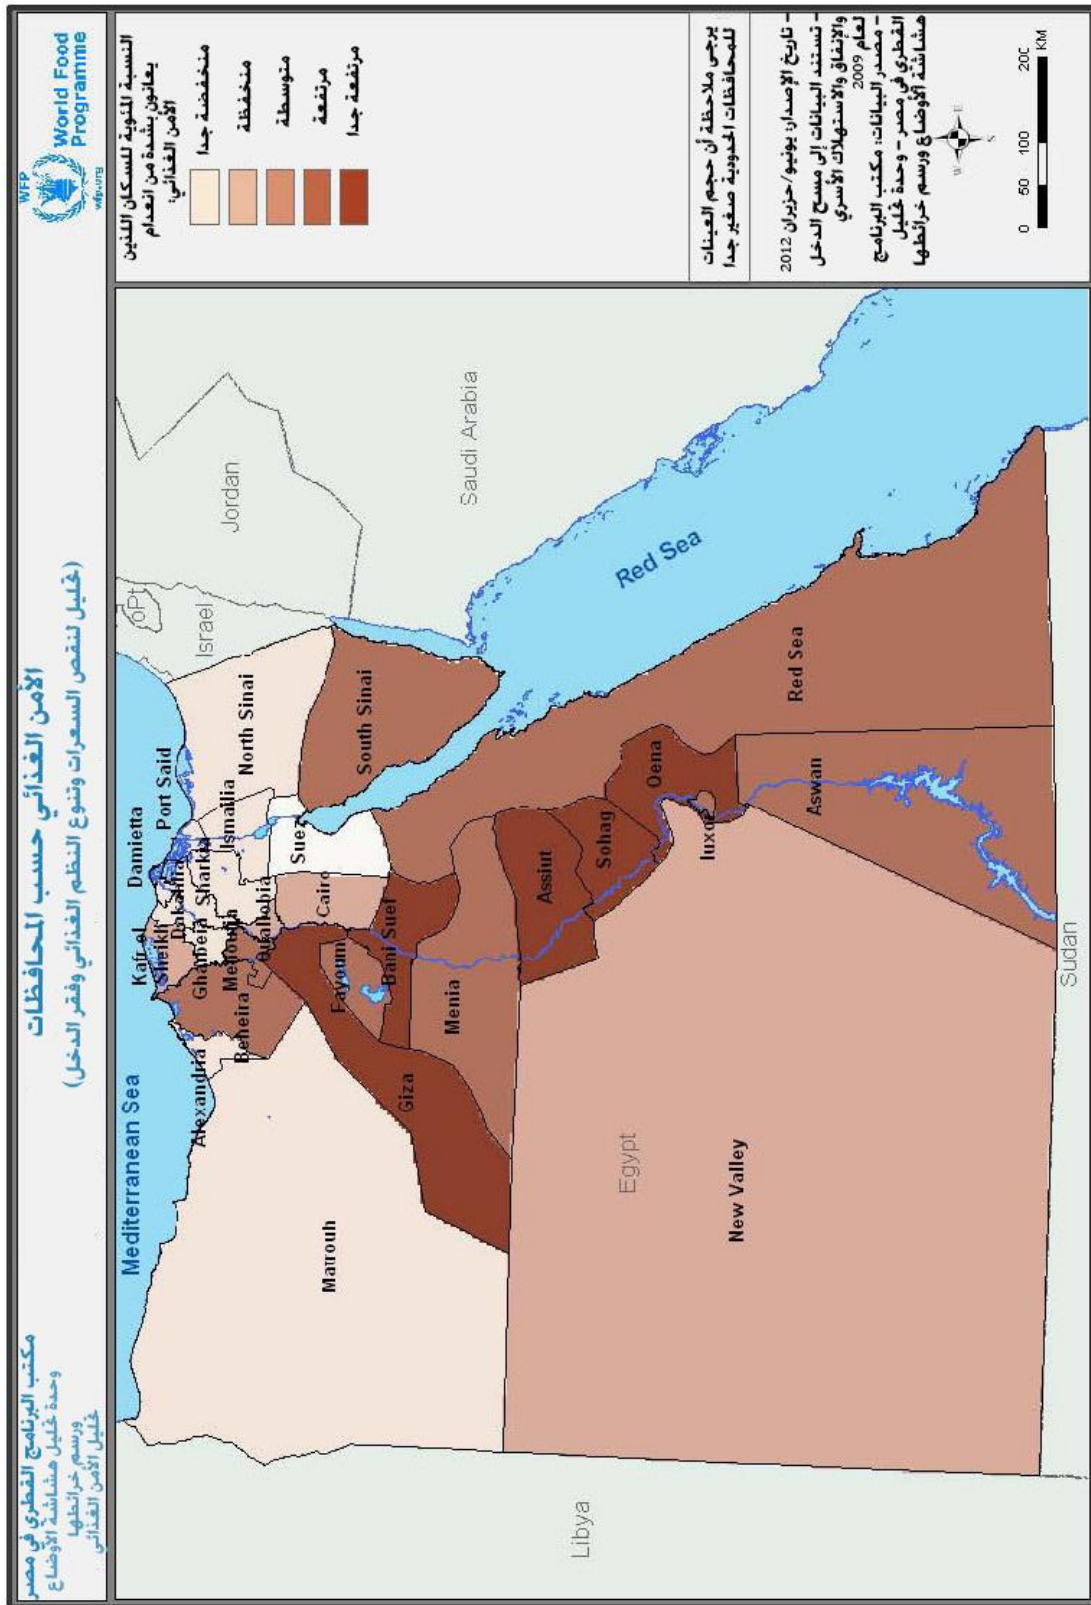 مكتب البرنامج القطري في مصر
وحدة تحليل هشاشة الأوضاع
ورسم خرائطها
تحليل الأمن الغذائي
الأمن الغذائي حسب المحافظات
(تحليل لنقص السعرات وتنوع النظم الغذائي وفقر الدخل)
WFP
wfp.org
World Food
Programme
النسبة المئوية للسكان اللذين
يعانون بشدة من انعدام
الأمن الغذائي:
منخفضة جدا
منخفظة
متوسطة
مرتفعة
مرتفعة جدا
يرجى ملاحظة أن حجم العينات
للمحافظات الحدودية صغير جدا
- تاريخ الإصدار: يونيو/حزيران 2012
- تستند البيانات إلى مسح الدخل
والإنفاق والاستهلاك الأسري
لعام 2009
- مصدر البيانات: مكتب البرنامج
القطري في مصر - وحدة تحليل
هشاشة الأوضاع ورسم خرائطها
N
E
S
W
0 50 100 200
KM
Mediterranean Sea
Kafr el
Sheikh
Damietta
Port Said
Dakahlia
Alexandria
Gharbeia
Sharkia
Ismailia
North Sinai
Israel
oPt
Jordan
Beheira
Menoufia
Qualiobia
Suez
Cairo
South Sinai
Matrouh
Fayoum
Giza
Bani Suef
Menia
Saudi Arabia
Assiut
Sohag
Qena
luxor
Red Sea
Egypt
New Valley
Aswan
Red Sea
Libya
Sudan